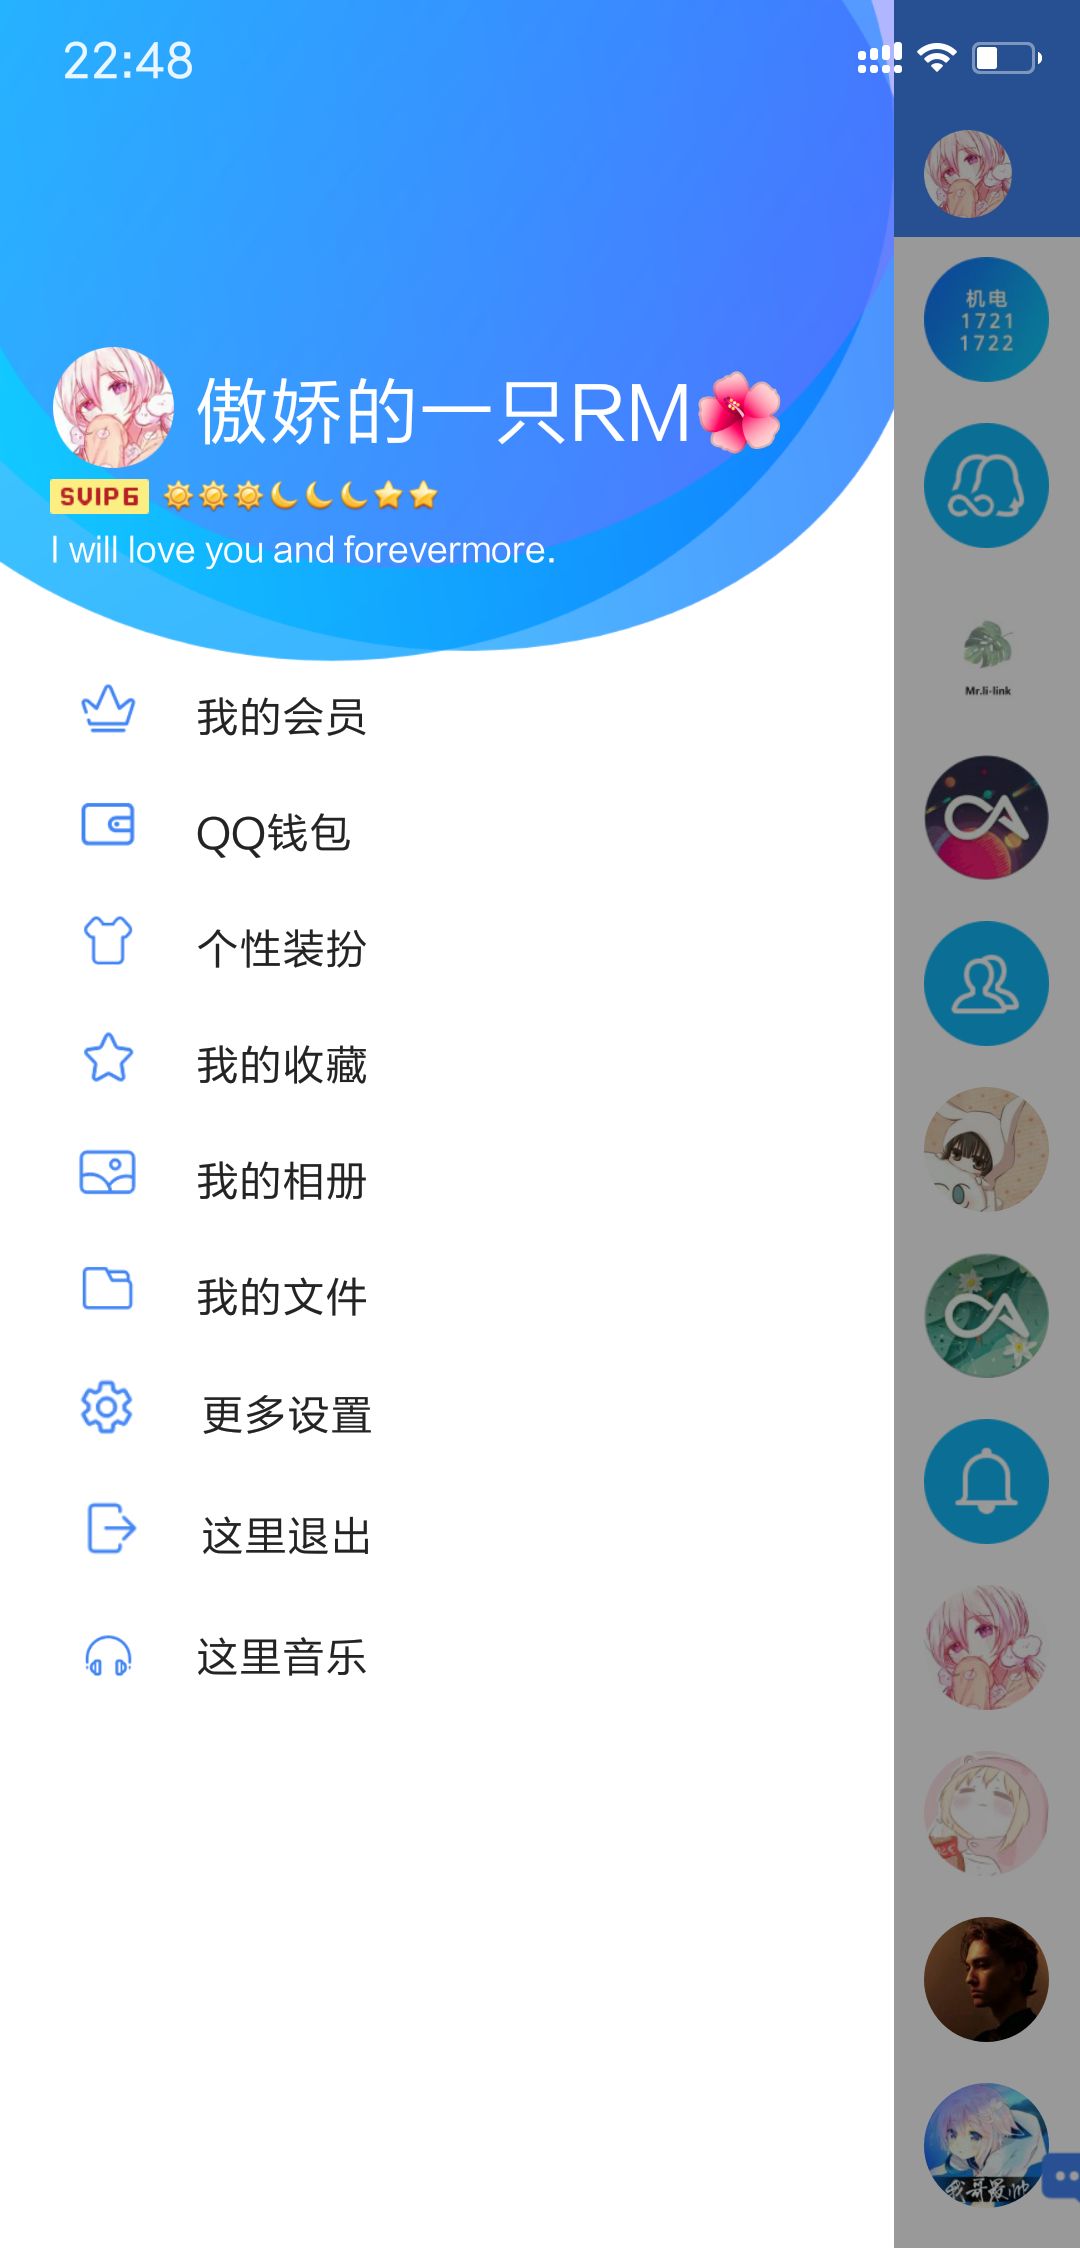 22:48
傲娇的一只RM🌺
SVIP6
I will love you and forevermore.
我的会员
QQ钱包
个性装扮
我的收藏
我的相册
我的文件
更多设置
这里退出
这里音乐
机电
1721
1722
Mr.li-link
CA
CA
我哥最帅